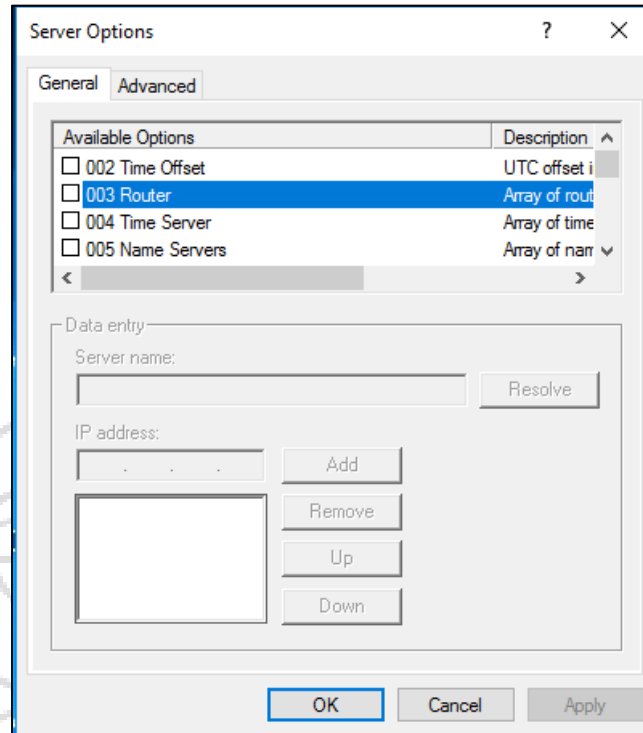 Server Options ?
General Advanced
Available Options Description
002 Time Offset UTC offset i
003 Router Array of rout
004 Time Server Array of time
005 Name Servers Array of nam
Data entry
Server name:
Resolve
IP address:
. . . Add
Remove
Up
Down
OK Cancel Apply